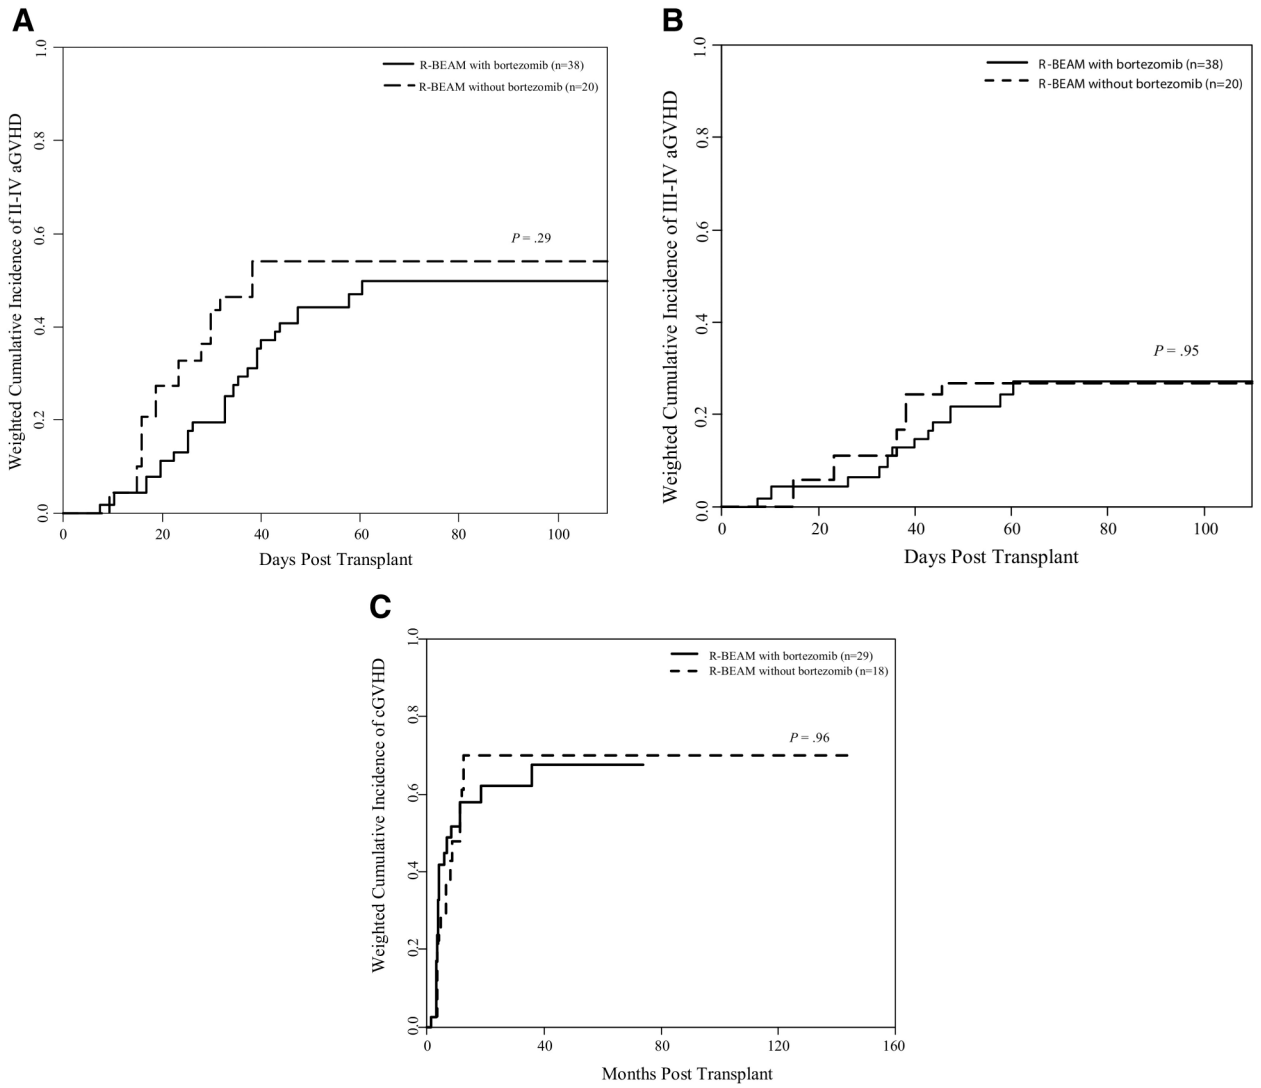 A
Weighted Cumulative Incidence of II-IV aGVHD
1.0
0.8
0.6
0.4
0.2
0.0
R-BEAM with bortezomib (n=38)
R-BEAM without bortezomib (n=20)
P = .29
0 20 40 60 80 100
Days Post Transplant
B
Weighted Cumulative Incidence of III-IV aGVHD
1.0
0.8
0.6
0.4
0.2
0.0
R-BEAM with bortezomib (n=38)
R-BEAM without bortezomib (n=20)
P = .95
0 20 40 60 80 100
Days Post Transplant
C
Weighted Cumulative Incidence of cGVHD
1.0
0.8
0.6
0.4
0.2
0.0
R-BEAM with bortezomib (n=29)
R-BEAM without bortezomib (n=18)
P = .96
0 40 80 120 160
Months Post Transplant